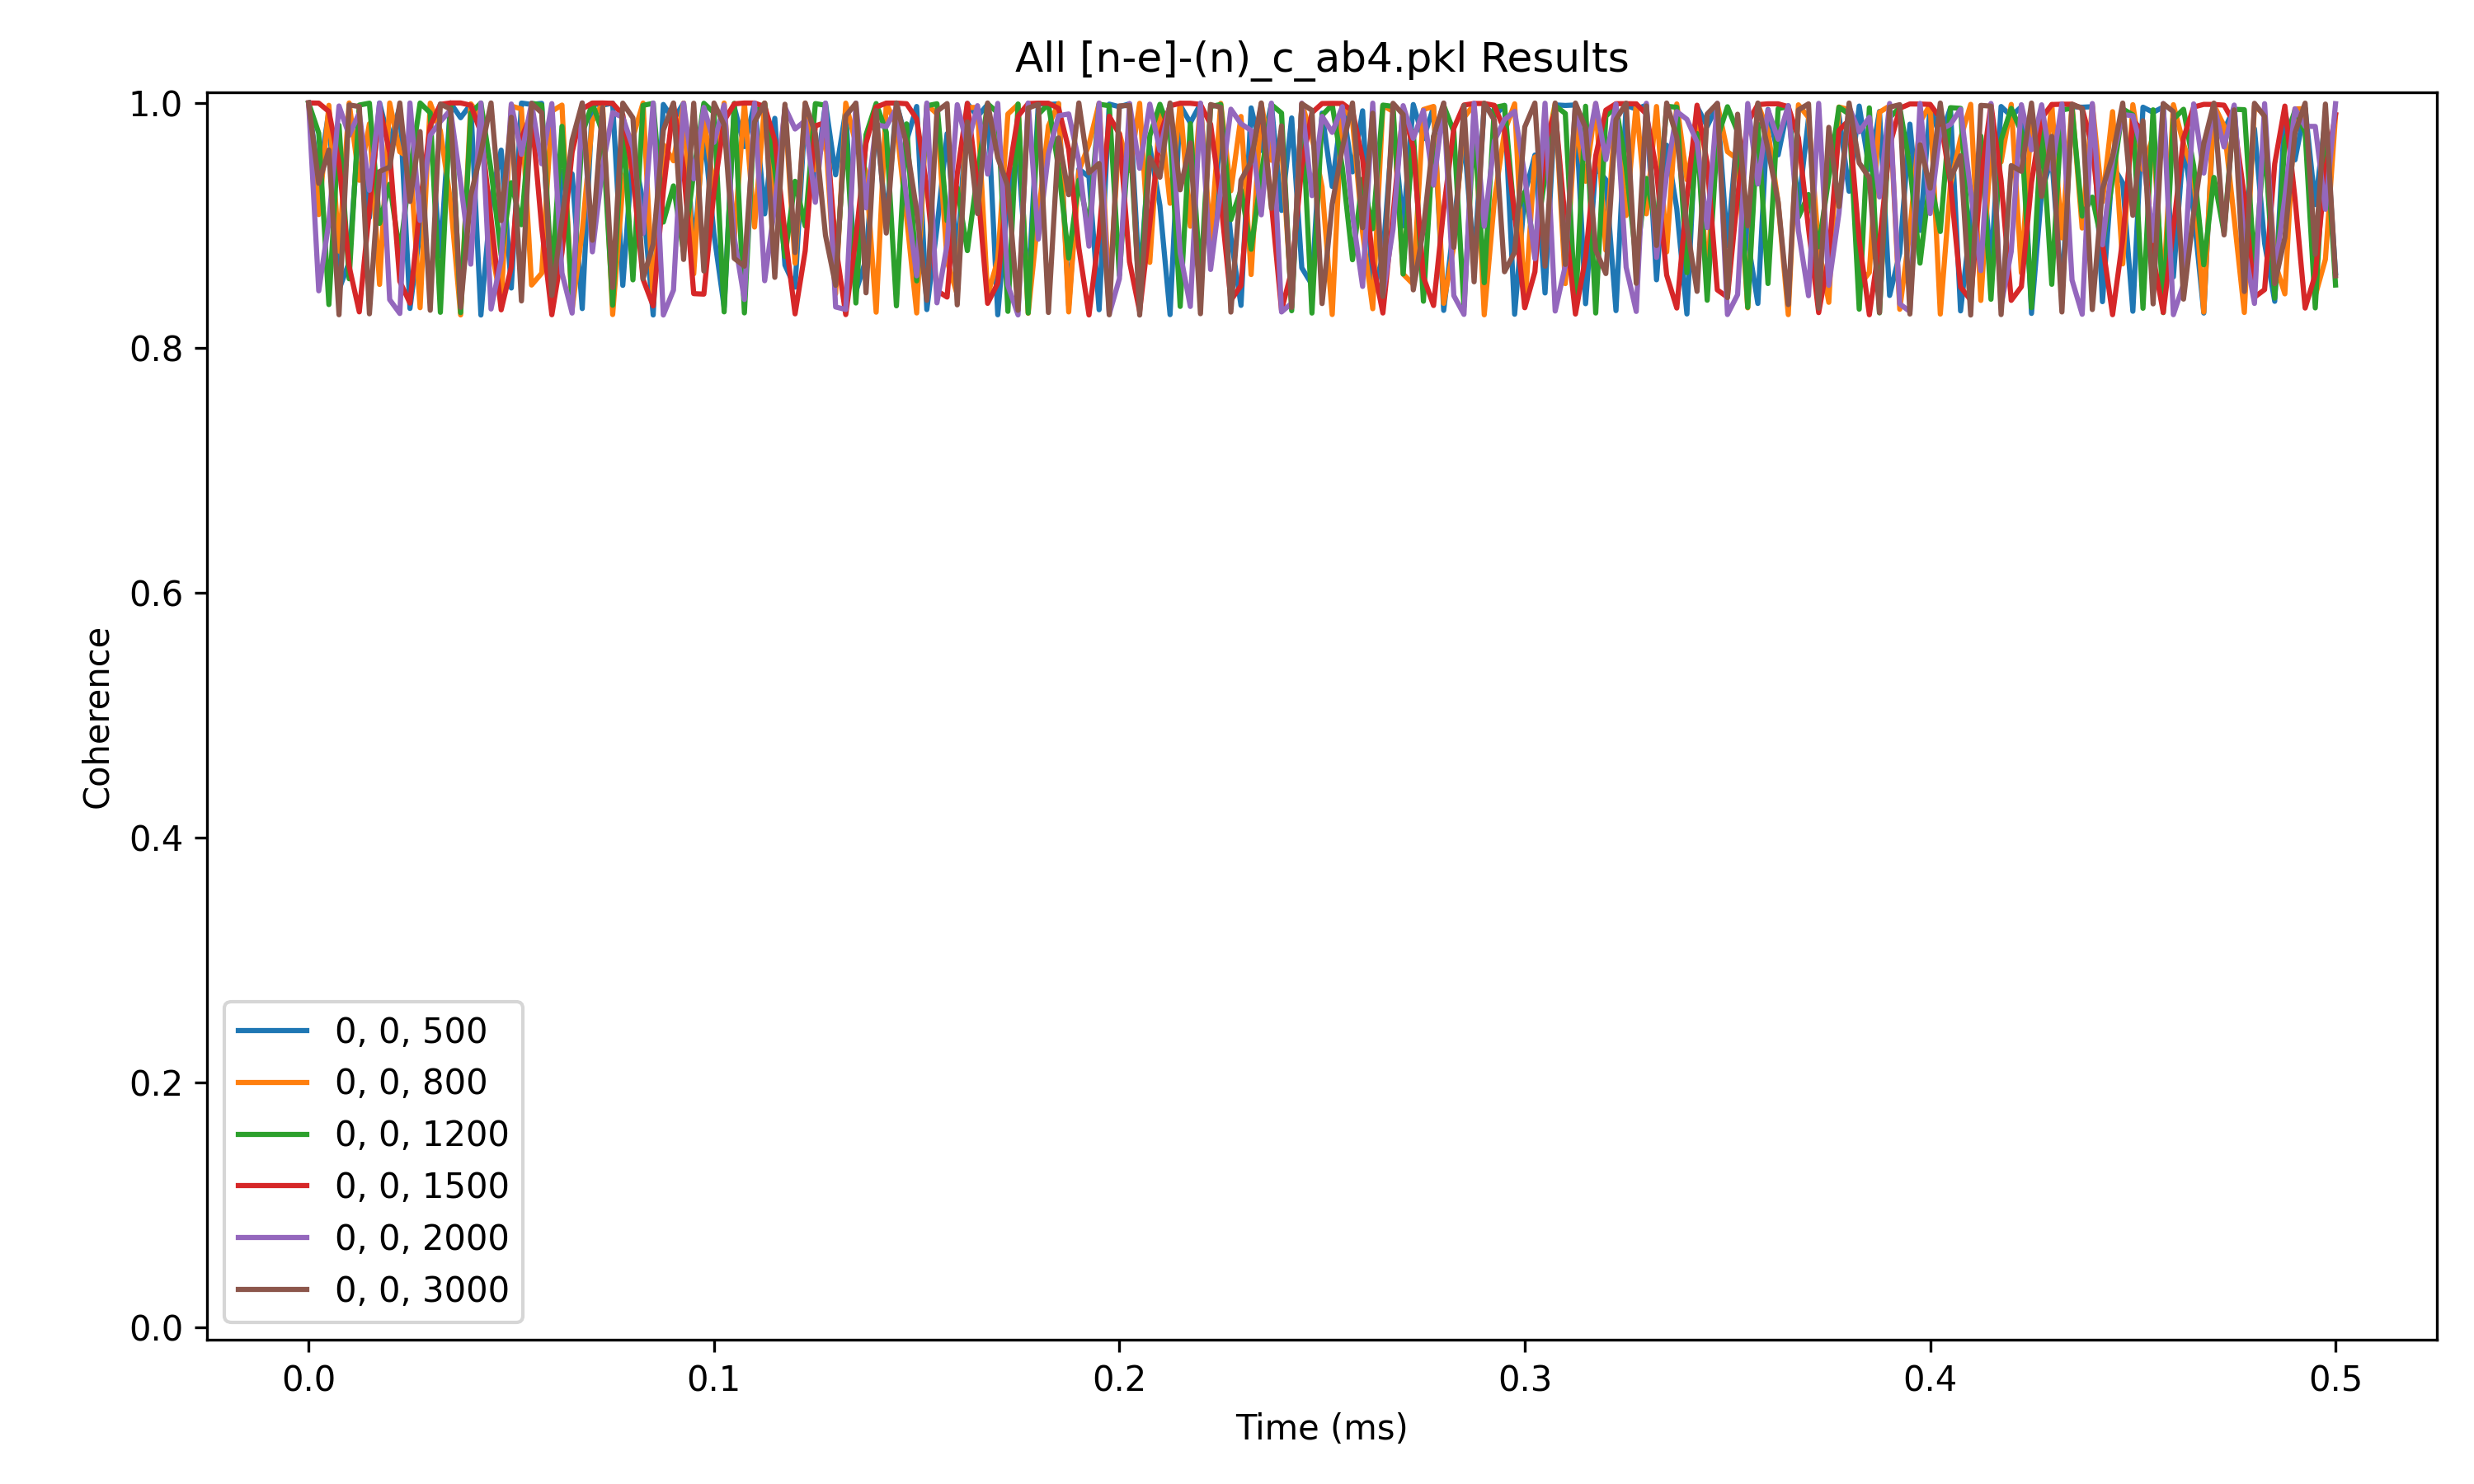 All [n-e]-(n)_c_ab4.pkl Results
1.0
0.8
0.6
0.4
0.2
0.0
Coherence
0, 0, 500
0, 0, 800
0, 0, 1200
0, 0, 1500
0, 0, 2000
0, 0, 3000
0.0 0.1 0.2 0.3 0.4 0.5
Time (ms)